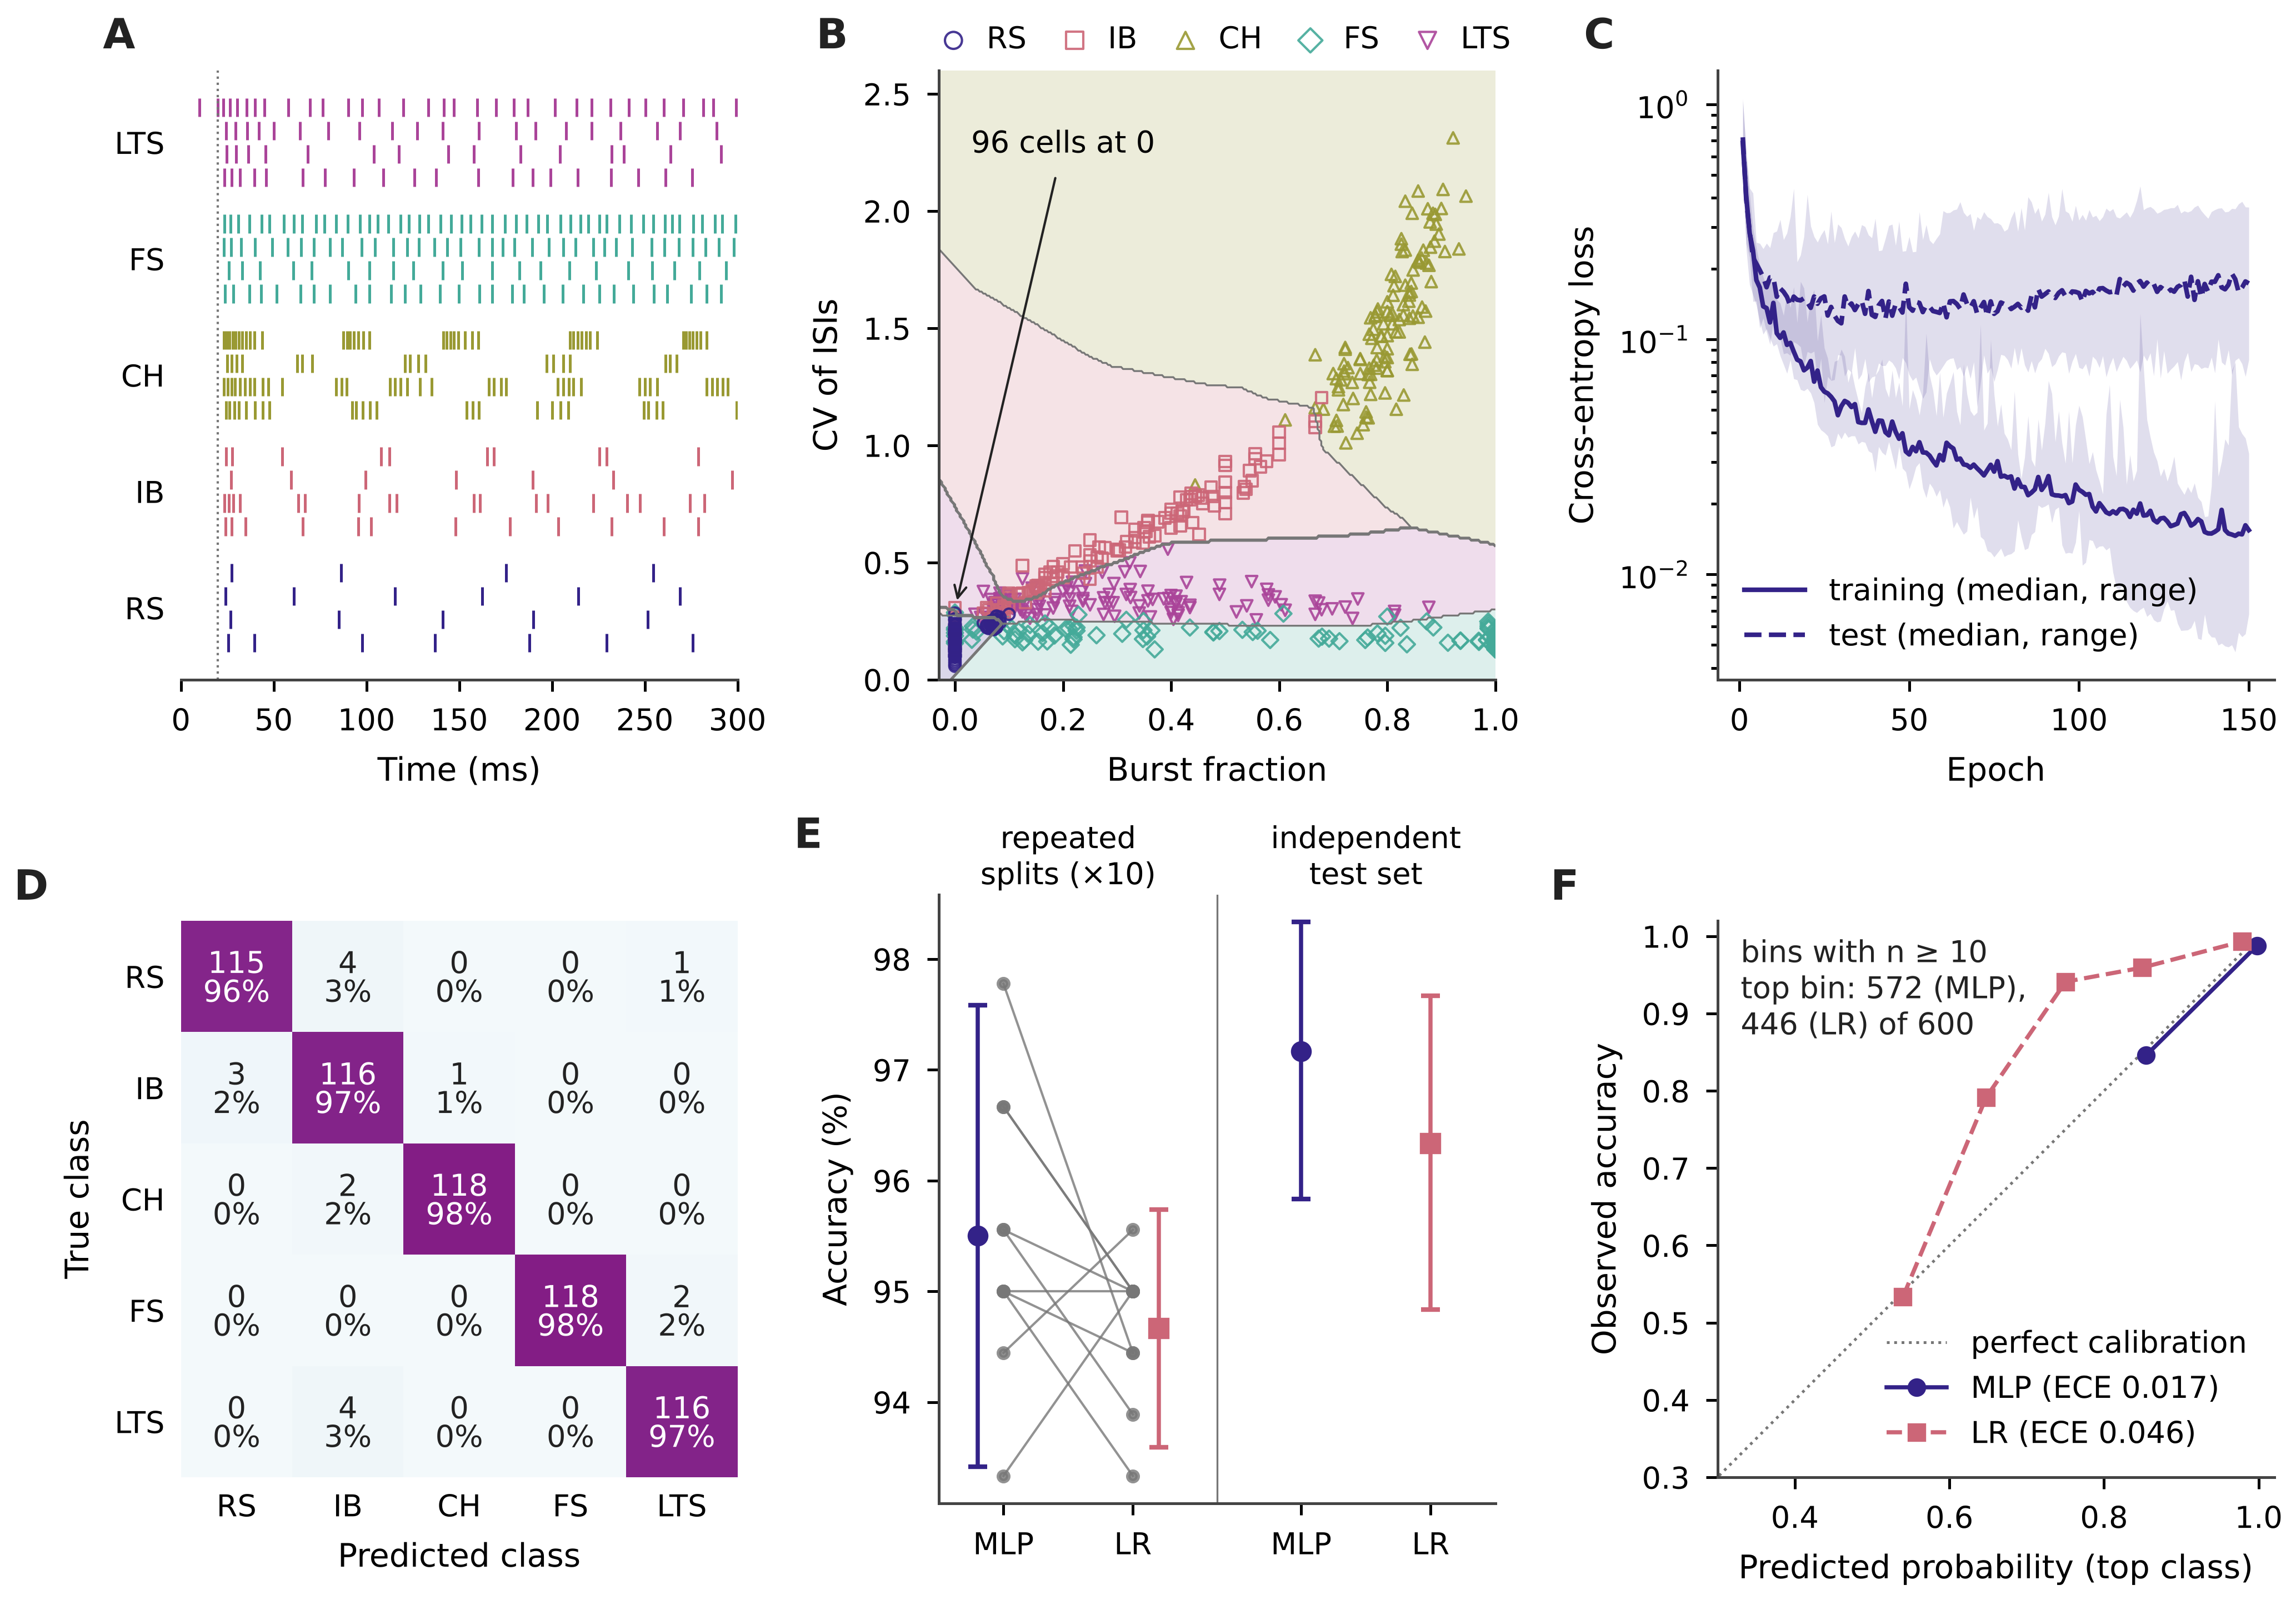 A
LTS
FS
CH
IB
RS
0 50 100 150 200 250 300
Time (ms)
B
RS IB CH FS LTS
96 cells at 0
2.5
2.0
1.5
1.0
0.5
0.0
CV of ISIs
0.0 0.2 0.4 0.6 0.8 1.0
Burst fraction
C
10⁰
10⁻¹
10⁻²
Cross-entropy loss
training (median, range)
test (median, range)
0 50 100 150
Epoch
D
True class
RS 115 4 0 0 1
96% 3% 0% 0% 1%
IB 3 116 1 0 0
2% 97% 1% 0% 0%
CH 0 2 118 0 0
0% 2% 98% 0% 0%
FS 0 0 0 118 2
0% 0% 0% 98% 2%
LTS 0 4 0 0 116
0% 3% 0% 0% 97%
RS IB CH FS LTS
Predicted class
E
repeated
splits (×10)
independent
test set
98
97
96
95
94
Accuracy (%)
MLP LR MLP LR
F
bins with n ≥ 10
top bin: 572 (MLP),
446 (LR) of 600
1.0
0.9
0.8
0.7
0.6
0.5
0.4
0.3
Observed accuracy
perfect calibration
MLP (ECE 0.017)
LR (ECE 0.046)
0.4 0.6 0.8 1.0
Predicted probability (top class)